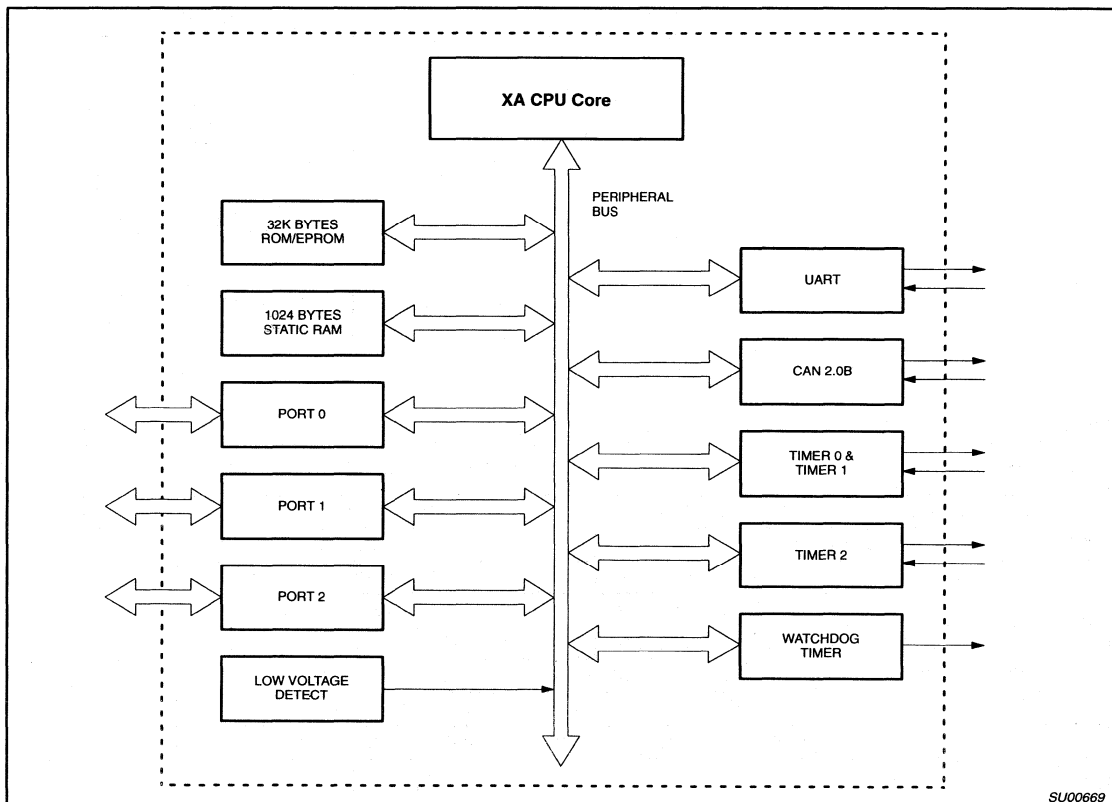 XA CPU Core
PERIPHERAL
BUS
32K BYTES
ROM/EPROM
1024 BYTES
STATIC RAM
PORT 0
PORT 1
PORT 2
LOW VOLTAGE
DETECT
UART
CAN 2.0B
TIMER 0 &
TIMER 1
TIMER 2
WATCHDOG
TIMER
SU00669